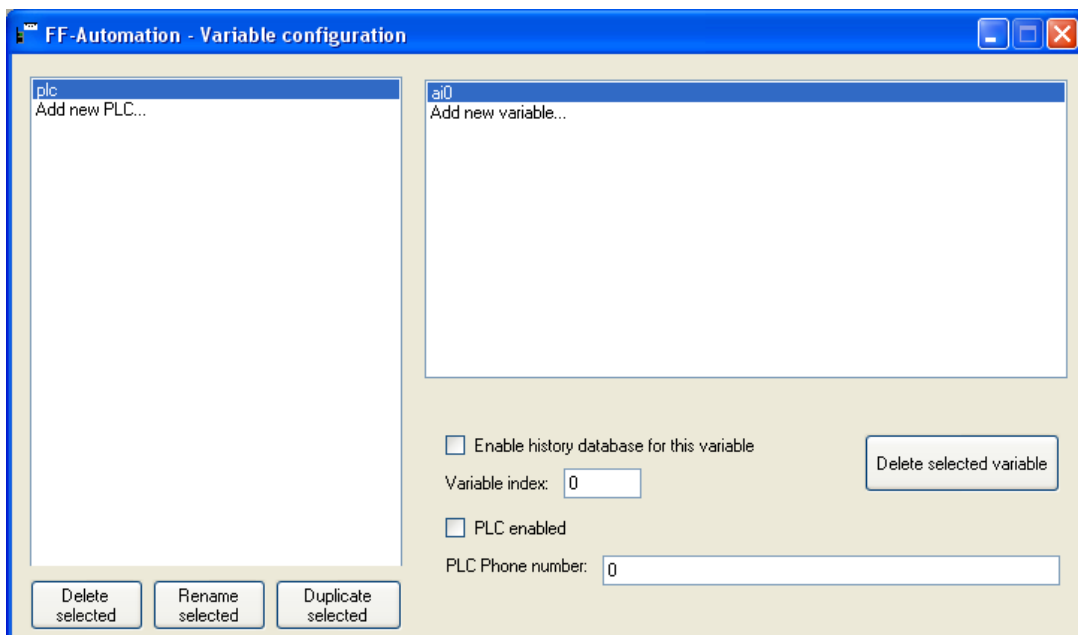 FF-Automation - Variable configuration
plc
Add new PLC...
ai0
Add new variable...
Enable history database for this variable
Variable index: 0
Delete selected variable
PLC enabled
PLC Phone number: 0
Delete
selected
Rename
selected
Duplicate
selected